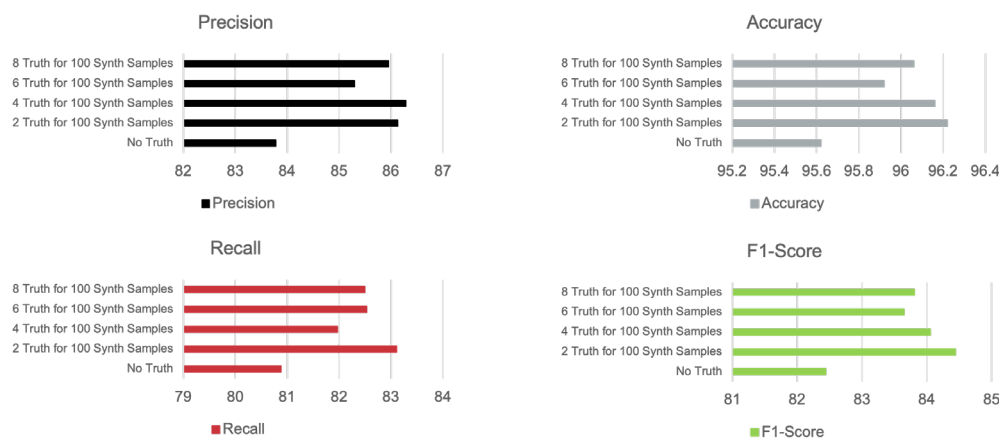 Precision
8 Truth for 100 Synth Samples
6 Truth for 100 Synth Samples
4 Truth for 100 Synth Samples
2 Truth for 100 Synth Samples
No Truth
82 83 84 85 86 87
Precision
Accuracy
8 Truth for 100 Synth Samples
6 Truth for 100 Synth Samples
4 Truth for 100 Synth Samples
2 Truth for 100 Synth Samples
No Truth
95.2 95.4 95.6 95.8 96 96.2 96.4
Accuracy
Recall
8 Truth for 100 Synth Samples
6 Truth for 100 Synth Samples
4 Truth for 100 Synth Samples
2 Truth for 100 Synth Samples
No Truth
79 80 81 82 83 84
Recall
F1-Score
8 Truth for 100 Synth Samples
6 Truth for 100 Synth Samples
4 Truth for 100 Synth Samples
2 Truth for 100 Synth Samples
No Truth
81 82 83 84 85
F1-Score